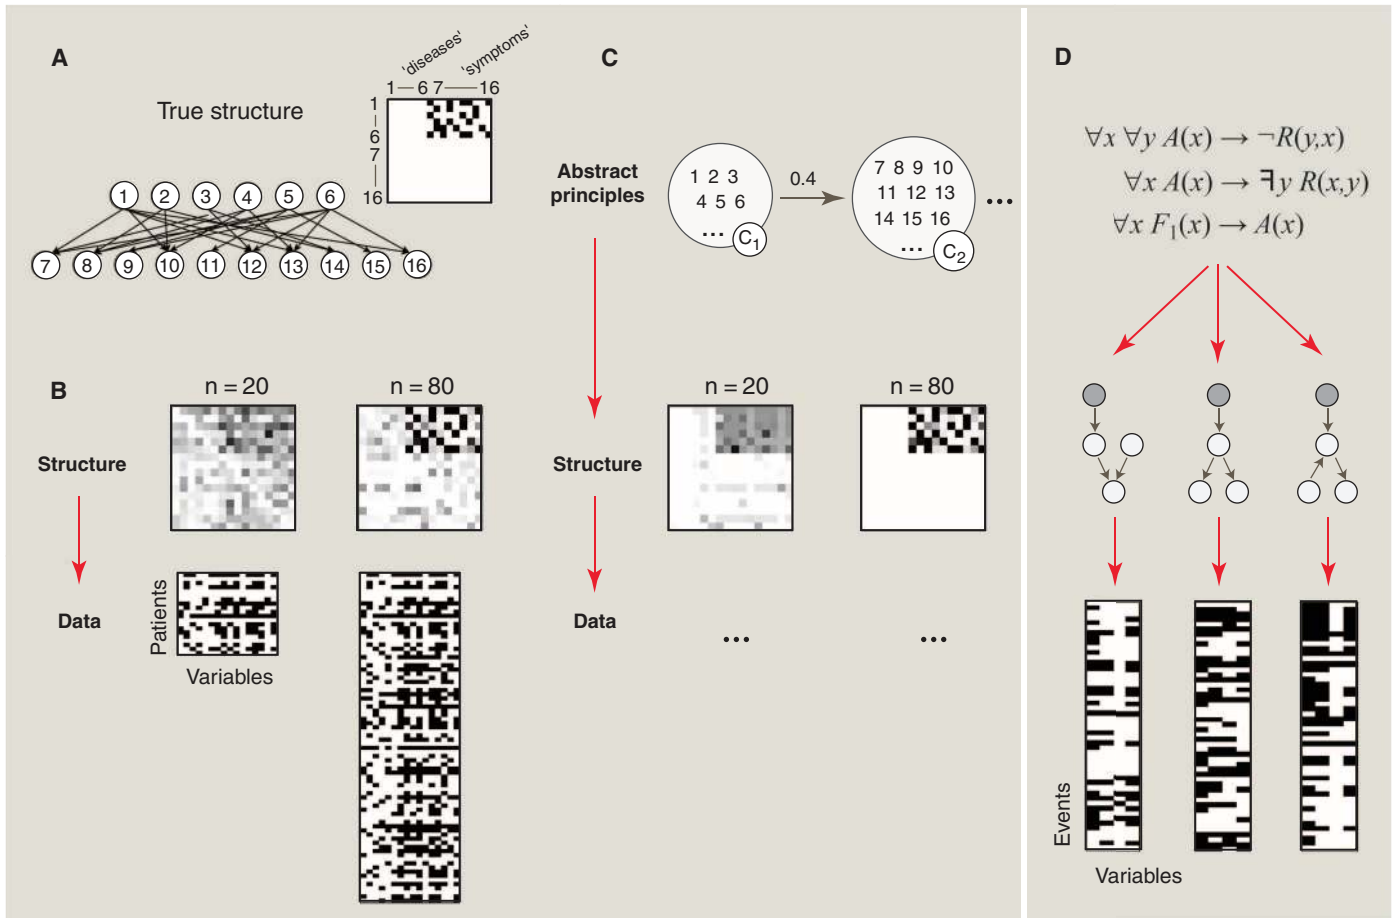 A
True structure
'diseases'
'symptoms'
1 6 7 16
1
6
7
16
1 2 3 4 5 6
7 8 9 10 11 12 13 14 15 16
B
n = 20
n = 80
Structure
Data
Patients
Variables
C
Abstract
principles
1 2 3
4 5 6
...
C1
0.4
7 8 9 10
11 12 13
14 15 16
...
C2
...
n = 20
n = 80
Structure
Data
...
...
D
∀x ∀y A(x) → ¬R(y,x)
∀x A(x) → ∃y R(x,y)
∀x F₁(x) → A(x)
Events
Variables